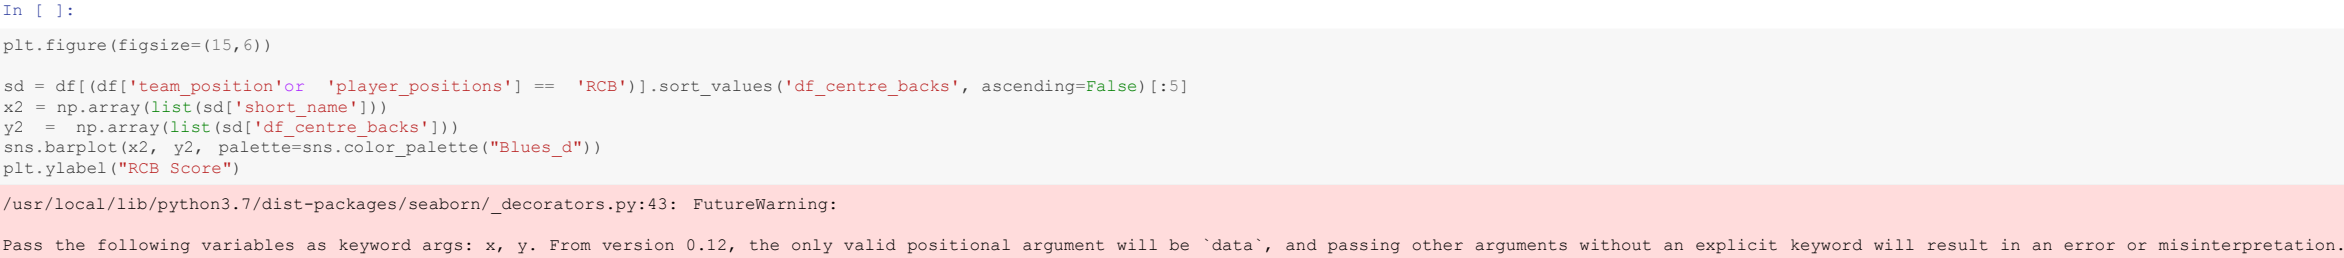 In [ ]:
plt.figure(figsize=(15,6))
sd = df[(df['team_position'or  'player_positions'] ==  'RCB')].sort_values('df_centre_backs', ascending=False)[:5]
x2 = np.array(list(sd['short_name']))
y2  =  np.array(list(sd['df_centre_backs']))
sns.barplot(x2, y2, palette=sns.color_palette("Blues_d"))
plt.ylabel("RCB Score")
/usr/local/lib/python3.7/dist-packages/seaborn/_decorators.py:43: FutureWarning:
Pass the following variables as keyword args: x, y. From version 0.12, the only valid positional argument will be `data`, and passing other arguments without an explicit keyword will result in an error or misinterpretation.